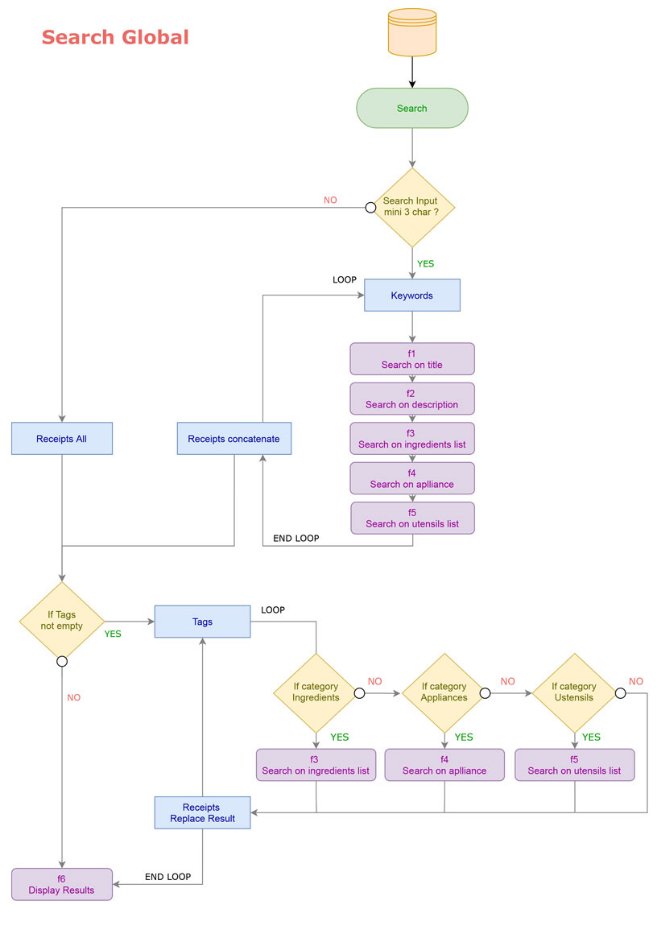 Search Global
Search
Search Input
mini 3 char ?
NO
YES
LOOP
Keywords
f1
Search on title
f2
Search on description
f3
Search on ingredients list
f4
Search on aplliance
f5
Search on utensils list
Receipts All
Receipts concatenate
END LOOP
If Tags
not empty
YES
NO
Tags
LOOP
If category
Ingredients
NO
If category
Appliances
NO
If category
Ustensils
NO
YES
YES
YES
f3
Search on ingredients list
f4
Search on aplliance
f5
Search on utensils list
Receipts
Replace Result
END LOOP
f6
Display Results